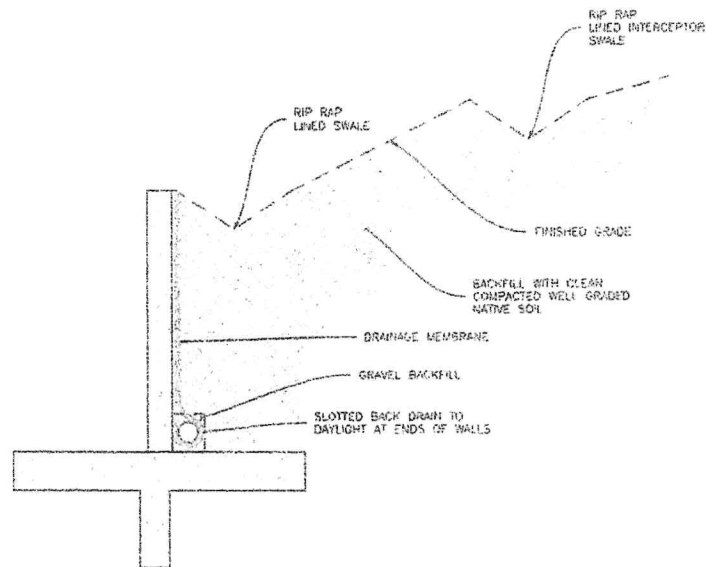 RIP RAP
LINED INTERCEPTOR
SWALE
RIP RAP
LINED SWALE
FINISHED GRADE
BACKFILL WITH CLEAN
COMPACTED WELL GRADED
NATIVE SOIL
DRAINAGE MEMBRANE
GRAVEL BACKFILL
SLOTTED BACK DRAIN TO
DAYLIGHT AT ENDS OF WALLS